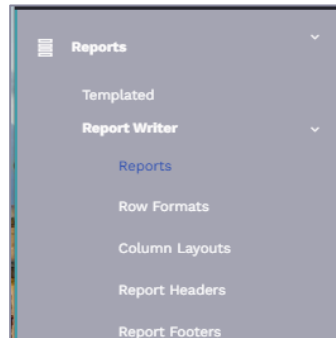 Reports
Templated
Report Writer
Reports
Row Formats
Column Layouts
Report Headers
Report Footers